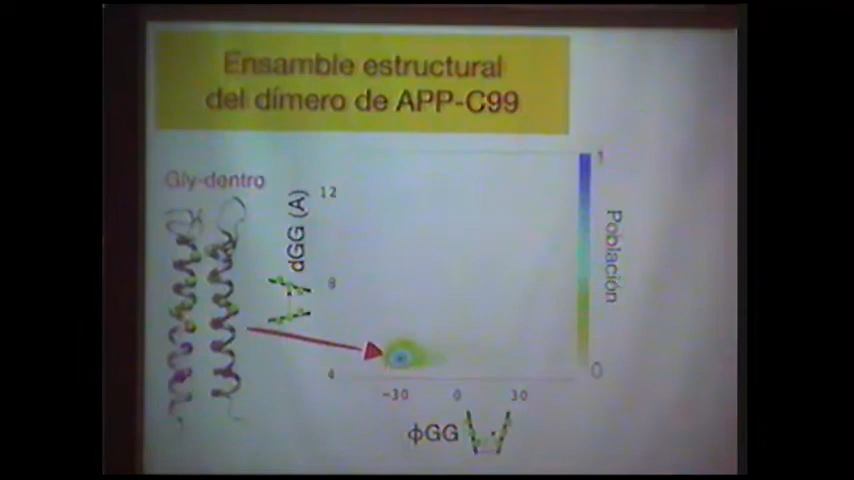 Ensamble estructural
del dímero de APP-C99
Gly-dentro
dGG (A)
12
8
4
-30 0 30
ϕGG
1
Población
0